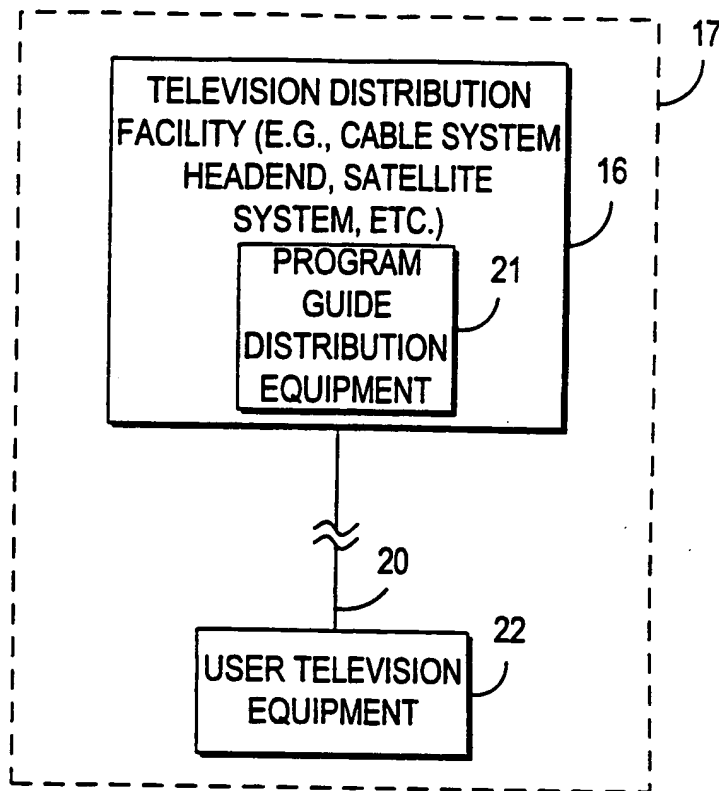 17
TELEVISION DISTRIBUTION
FACILITY (E.G., CABLE SYSTEM
HEADEND, SATELLITE
SYSTEM, ETC.)
16
PROGRAM
GUIDE
DISTRIBUTION
EQUIPMENT
21
20
22
USER TELEVISION
EQUIPMENT